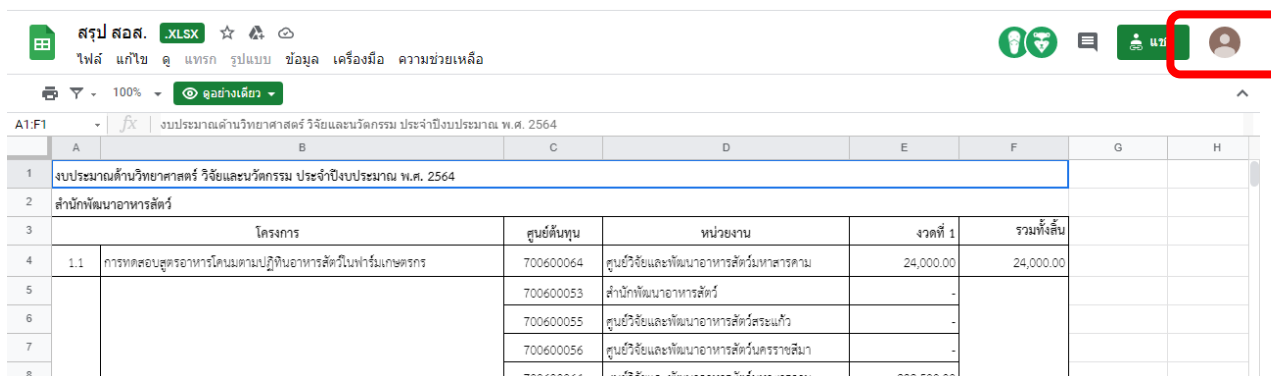 สรุป สอส. .XLSX
แชร
ไฟล์ แก้ไข ดู แทรก รูปแบบ ข้อมูล เครื่องมือ ความช่วยเหลือ
100% ดูอย่างเดียว
A1:F1 fx งบประมาณด้านวิทยาศาสตร์ วิจัยและนวัตกรรม ประจำปีงบประมาณ พ.ศ. 2564
A B C D E F G H
1 งบประมาณด้านวิทยาศาสตร์ วิจัยและนวัตกรรม ประจำปีงบประมาณ พ.ศ. 2564
2 สำนักพัฒนาอาหารสัตว์
3 โครงการ ศูนย์ต้นทุน หน่วยงาน งวดที่ 1 รวมทั้งสิ้น
4 1.1 การทดสอบสูตรอาหารโคนมตามปฏิทินอาหารสัตว์ในฟาร์มเกษตรกร 700600064 ศูนย์วิจัยและพัฒนาอาหารสัตว์มหาสารคาม 24,000.00 24,000.00
5 700600053 สำนักพัฒนาอาหารสัตว์ -
6 700600055 ศูนย์วิจัยและพัฒนาอาหารสัตว์สระแก้ว -
7 700600056 ศูนย์วิจัยและพัฒนาอาหารสัตว์นครราชสีมา -
8